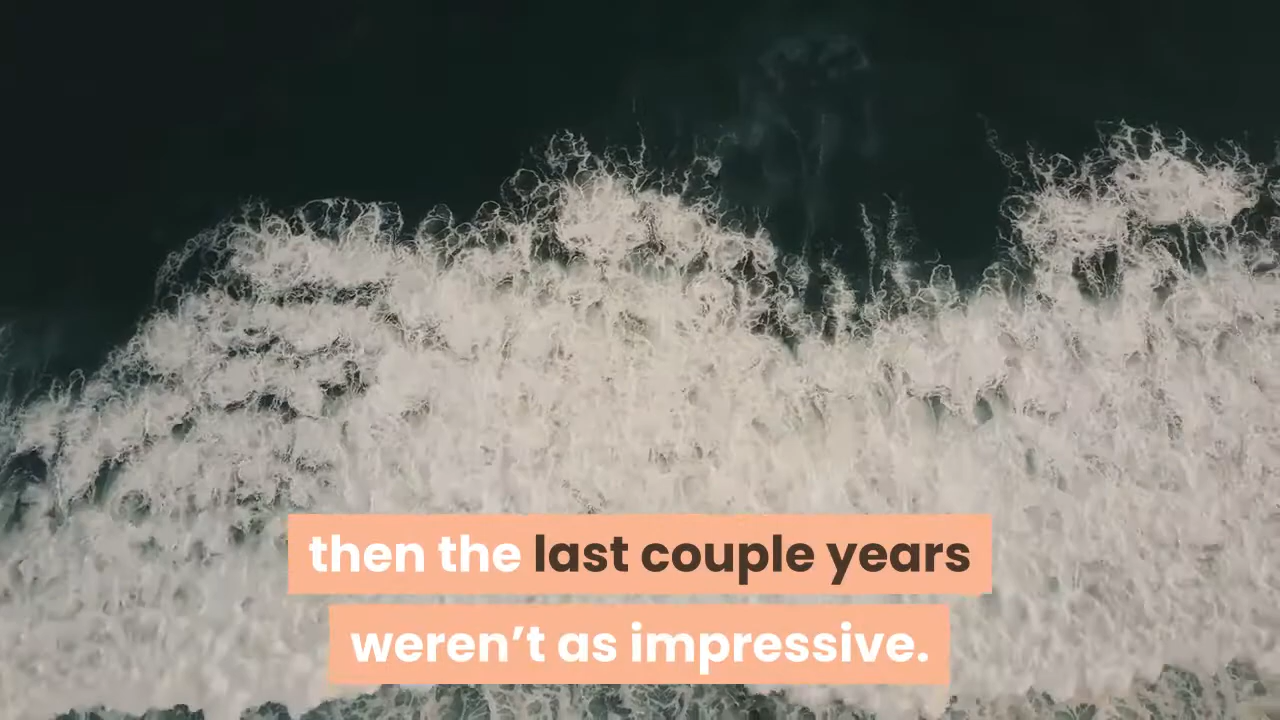 then the last couple years
weren’t as impressive.